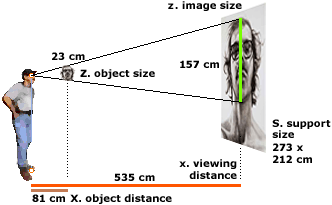 z. image size
23 cm
Z. object size
157 cm
S. support
size
273 x
212 cm
x. viewing
distance
535 cm
81 cm X. object distance